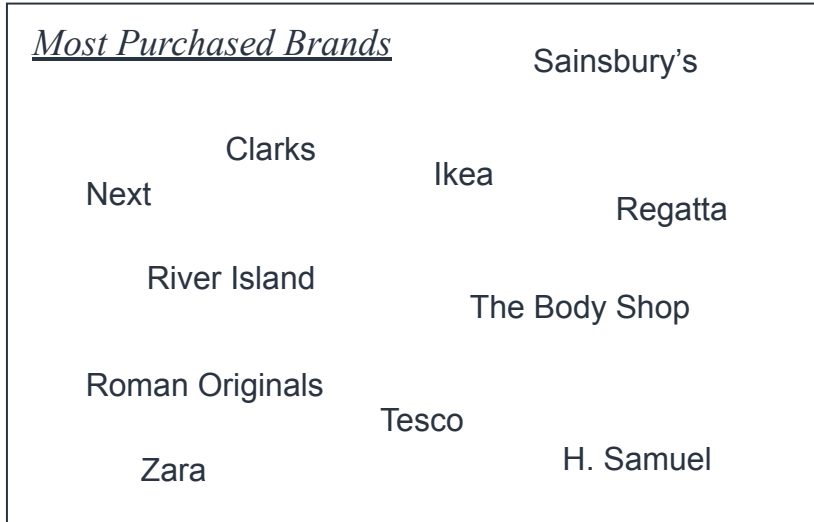 Most Purchased Brands
Sainsbury’s
Clarks
Ikea
Next
Regatta
River Island
The Body Shop
Roman Originals
Tesco
H. Samuel
Zara